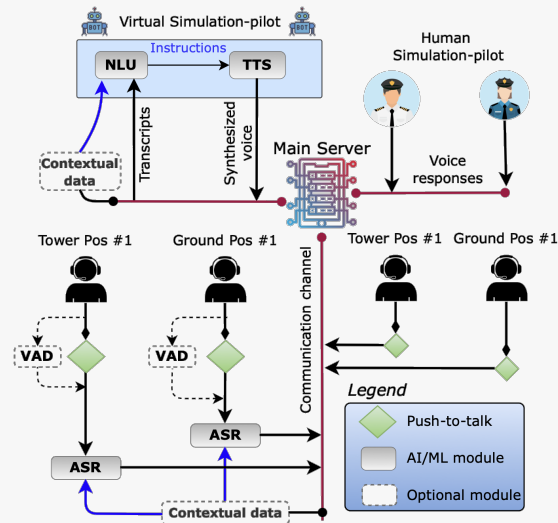 Virtual Simulation-pilot
BOT
BOT
Instructions
NLU
TTS
Human
Simulation-pilot
Contextual
data
Transcripts
Synthesized
voice
Main Server
Voice
responses
Tower Pos #1
Ground Pos #1
Tower Pos #1
Ground Pos #1
Communication channel
VAD
VAD
ASR
ASR
Contextual data
Legend
Push-to-talk
AI/ML module
Optional module